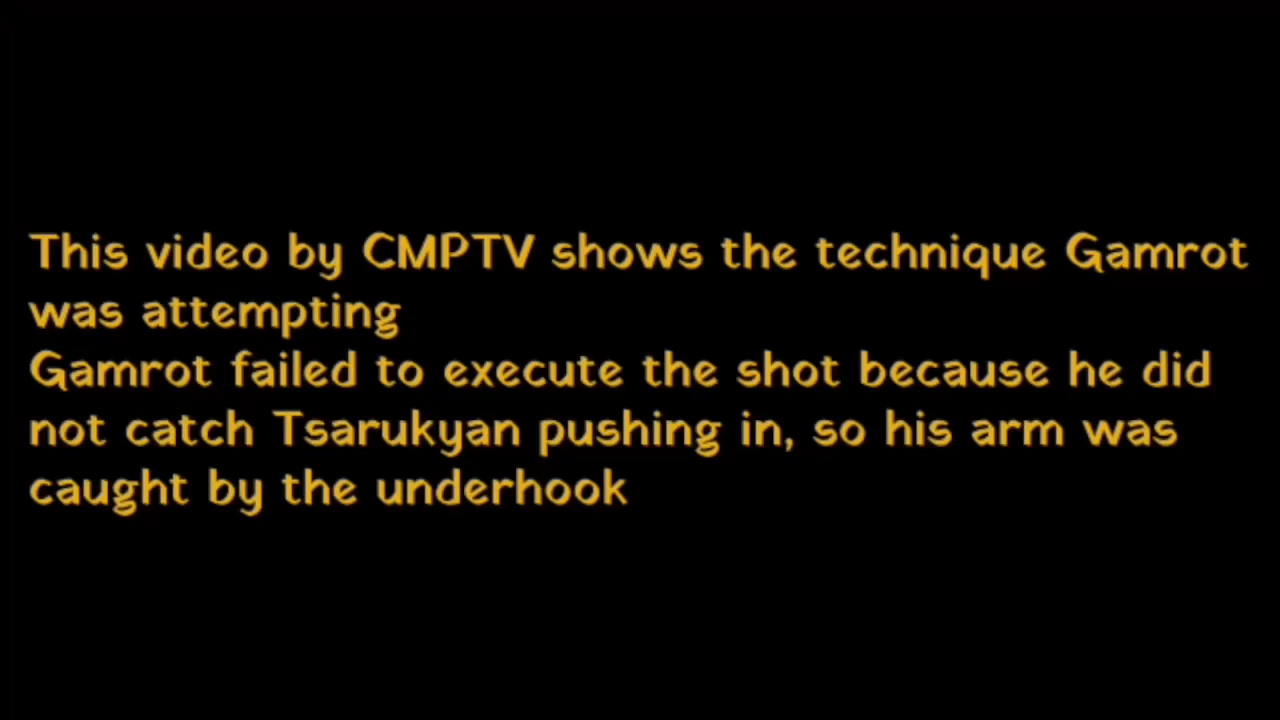 This video by CMPTV shows the technique Gamrot
was attempting
Gamrot failed to execute the shot because he did
not catch Tsarukyan pushing in, so his arm was
caught by the underhook